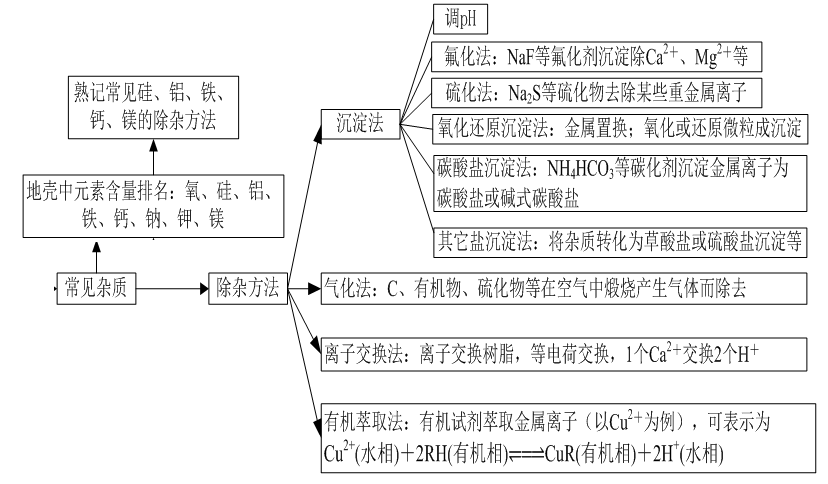 调pH
氟化法：NaF等氟化剂沉淀除Ca²⁺、Mg²⁺等
熟记常见硅、铝、铁、
钙、镁的除杂方法
硫化法：Na₂S等硫化物去除某些重金属离子
沉淀法
氧化还原沉淀法：金属置换；氧化或还原微粒成沉淀
碳酸盐沉淀法：NH₄HCO₃等碳化剂沉淀金属离子为
碳酸盐或碱式碳酸盐
地壳中元素含量排名：氧、硅、铝、
铁、钙、钠、钾、镁
其它盐沉淀法：将杂质转化为草酸盐或硫酸盐沉淀等
常见杂质
除杂方法
气化法：C、有机物、硫化物等在空气中煅烧产生气体而除去
离子交换法：离子交换树脂，等电荷交换，1个Ca²⁺交换2个H⁺
有机萃取法：有机试剂萃取金属离子（以Cu²⁺为例），可表示为
Cu²⁺(水相)＋2RH(有机相)⇌CuR(有机相)＋2H⁺(水相)